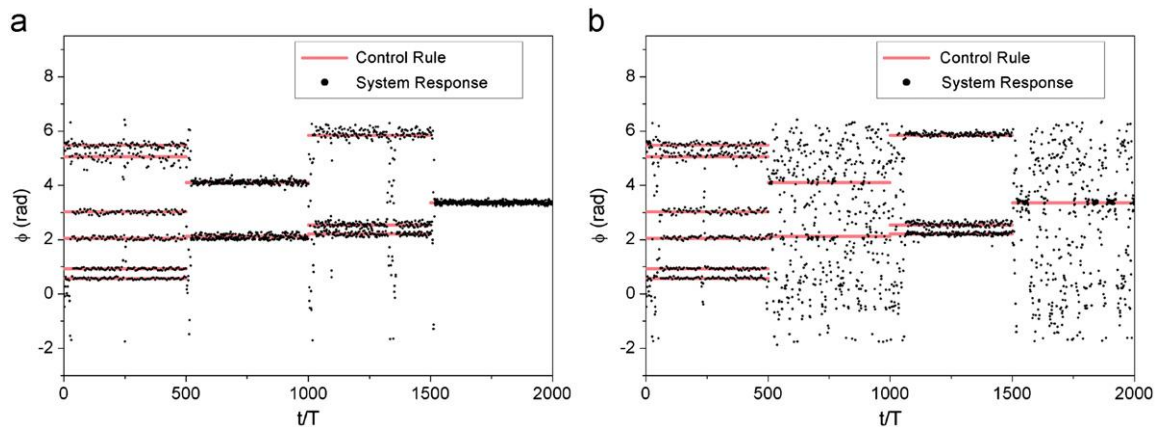 a
Control Rule
System Response
8
6
4
2
0
-2
ϕ (rad)
0 500 1000 1500 2000
t/T
b
Control Rule
System Response
8
6
4
2
0
-2
ϕ (rad)
0 500 1000 1500 2000
t/T